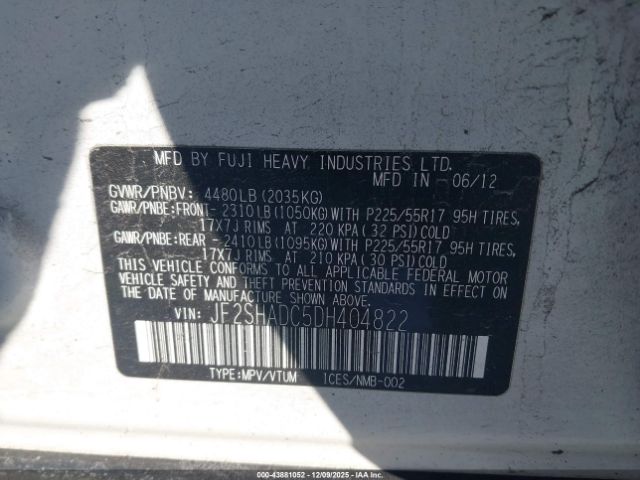 MFD BY FUJI HEAVY INDUSTRIES LTD.
MFD IN 06/12
GVWR/PNBV: 4480LB(2035KG)
GAWR/PNBE:FRONT- 2310LB(1050KG)WITH P225/55R17 95H TIRES,
17X7J RIMS AT 220 KPA(32 PSI)COLD
GAWR/PNBE:REAR -2410LB(1095KG)WITH P225/55R17 95H TIRES,
17X7J RIMS AT 210 KPA(30 PSI)COLD
THIS VEHICLE CONFORMS TO ALL APPLICABLE FEDERAL MOTOR
VEHICLE SAFETY AND THEFT PREVENTION STANDARDS IN EFFECT ON
THE DATE OF MANUFACTURE SHOWN ABOVE.
VIN: JF2SHADC5DH404822
TYPE:MPV/VTUM ICES/NMB-002
000-43881052 - 12/09/2025 - IAAI.COM